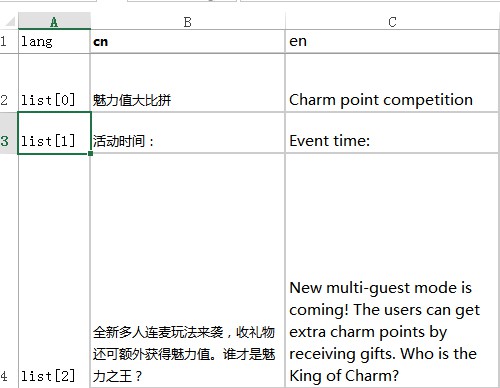 A B C
1 lang cn en
2 list[0] 魅力值大比拼 Charm point competition
3 list[1] 活动时间： Event time:
New multi-guest mode is
coming! The users can get
extra charm points by
全新多人连麦玩法来袭，收礼物
receiving gifts. Who is the
还可额外获得魅力值。谁才是魅
4 list[2] 力之王？ King of Charm?